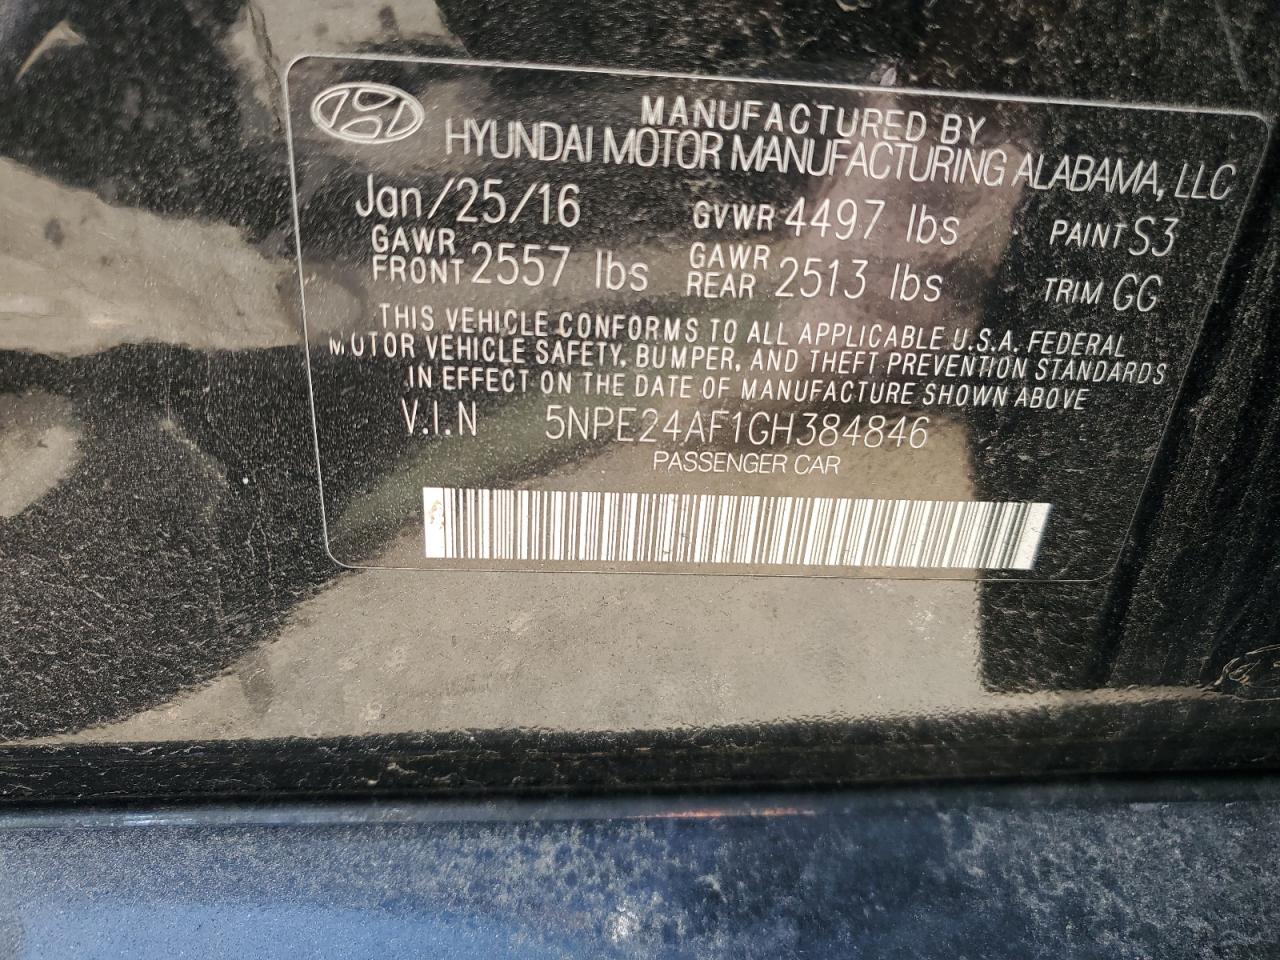 MANUFACTURED BY
HYUNDAI MOTOR MANUFACTURING ALABAMA, LLC
Jan/25/16 GVWR 4497 lbs PAINT S3
GAWR FRONT 2557 lbs GAWR REAR 2513 lbs TRIM GG
THIS VEHICLE CONFORMS TO ALL APPLICABLE U.S.A. FEDERAL
MOTOR VEHICLE SAFETY, BUMPER, AND THEFT PREVENTION STANDARDS
IN EFFECT ON THE DATE OF MANUFACTURE SHOWN ABOVE
V.I.N 5NPE24AF1GH384846
PASSENGER CAR